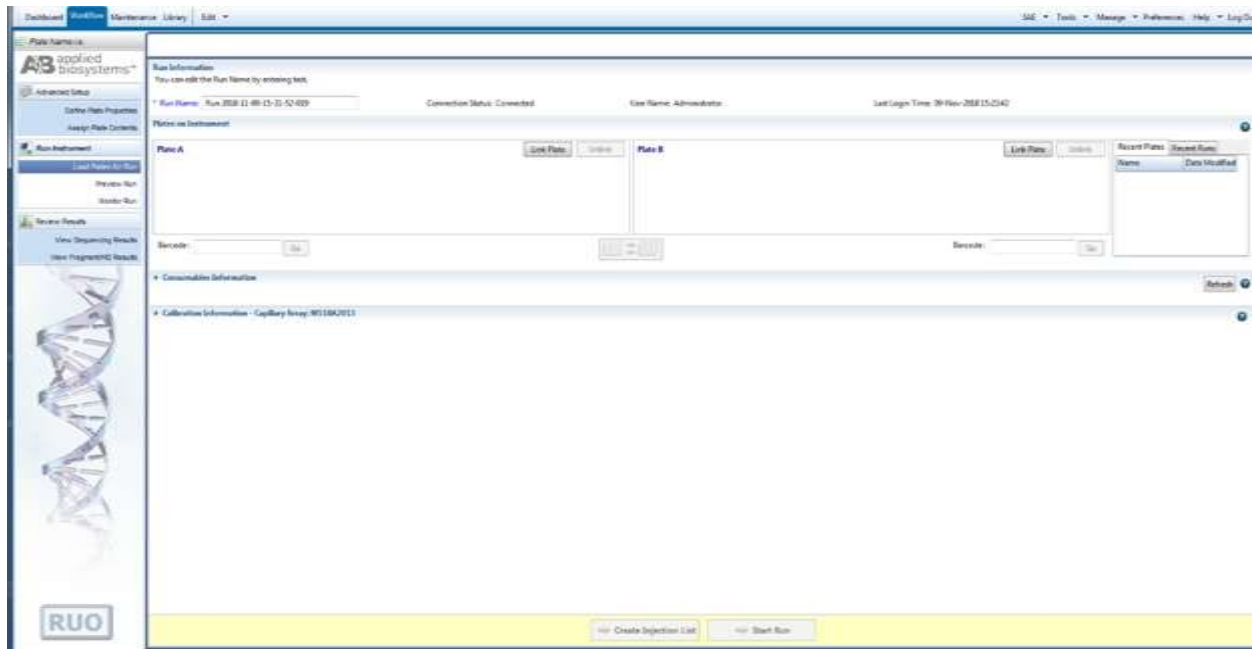 Dashboard Workflow Maintenance Library Edit
SAE Tools Manage Preferences Help Log Out
Plate Name:
AB applied biosystems
Advanced Setup
Define Plate Properties
Assign Plate Contents
Run Instrument
Load Plates for Run
Preview Run
Monitor Run
Review Results
View Sequencing Results
View Fragment/HID Results
RUO
Run Information
You can edit the Run Name by entering text.
* Run Name: Connection Status: Connected User Name: Administrator Last Login Time:
Plates on Instrument
Plate A Link Plate Unlink Plate B Link Plate Unlink Recent Plates Recent Runs
Name Date Modified
Barcode: Go Barcode: Go
Consumables Information Refresh
Calibration Information - Capillary Array:
Create Injection List Start Run